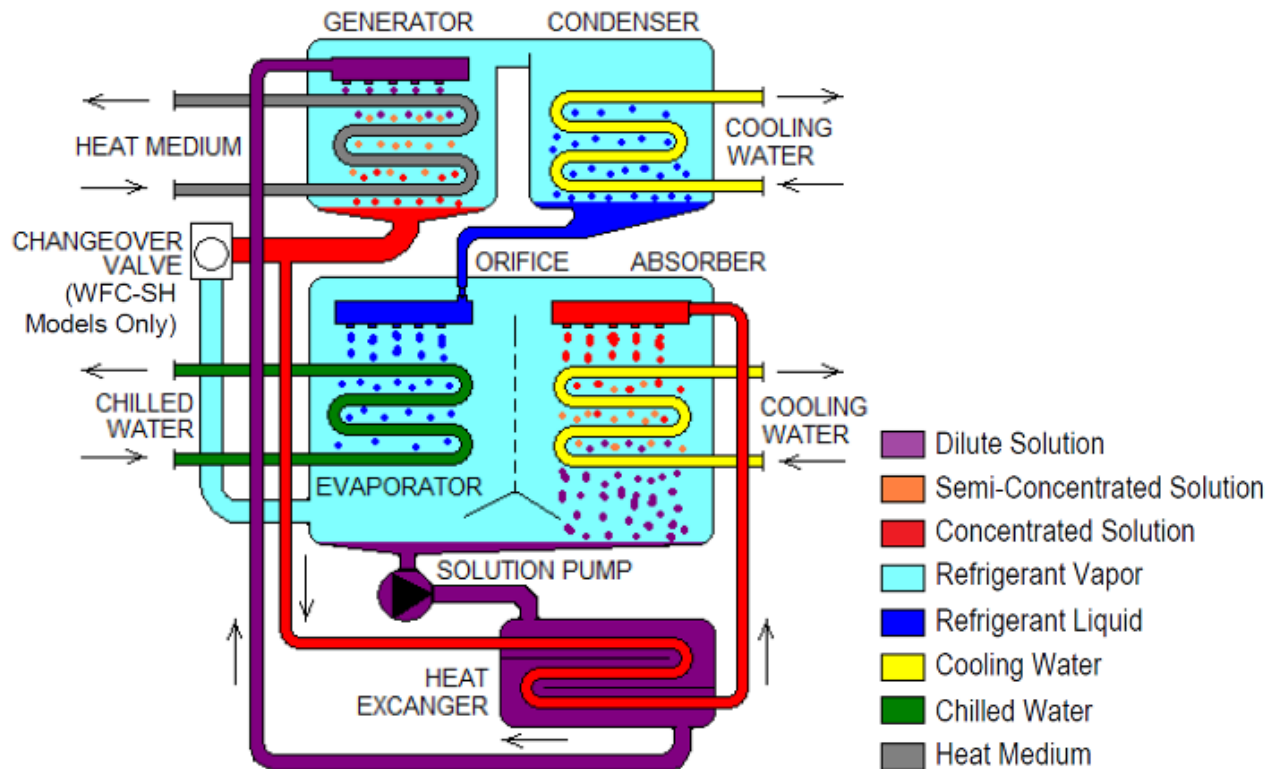 GENERATOR
CONDENSER
HEAT MEDIUM
COOLING
WATER
CHANGEOVER
VALVE
(WFC-SH
Models Only)
ORIFICE
ABSORBER
CHILLED
WATER
COOLING
WATER
EVAPORATOR
SOLUTION PUMP
HEAT
EXCANGER
Dilute Solution
Semi-Concentrated Solution
Concentrated Solution
Refrigerant Vapor
Refrigerant Liquid
Cooling Water
Chilled Water
Heat Medium